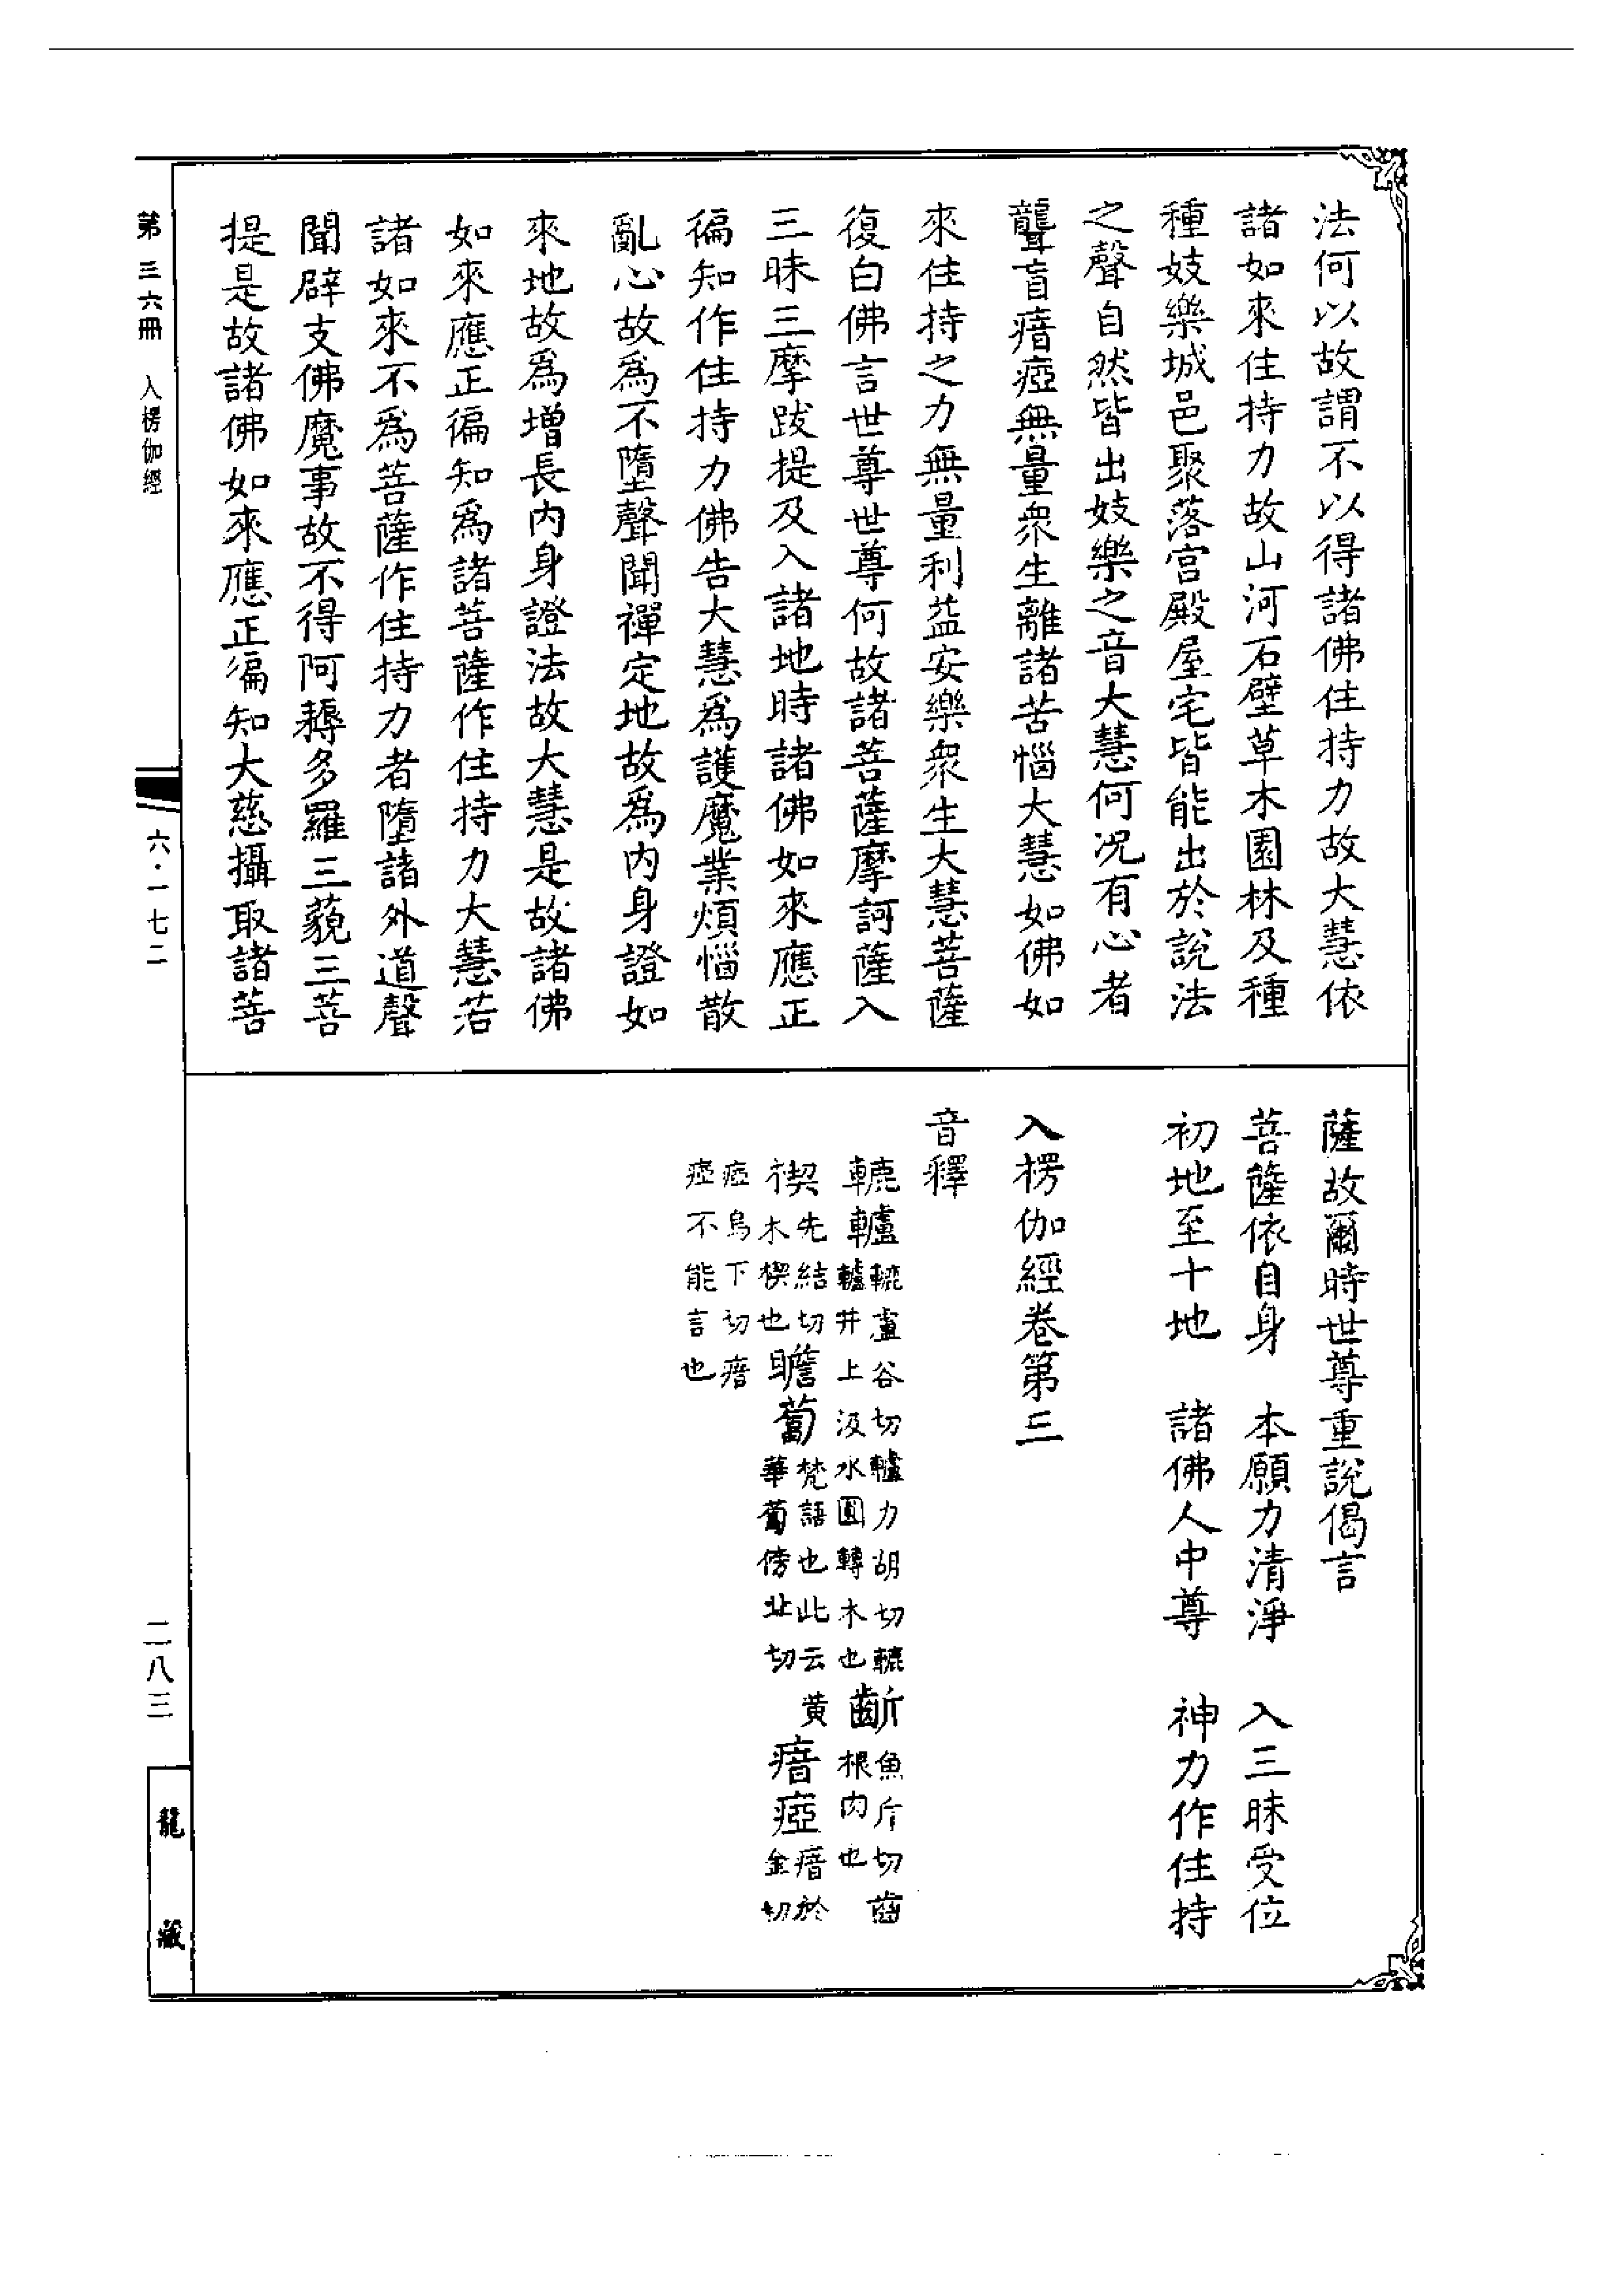 法何以故謂不以得諸佛住持力故大慧依
諸如來住持力故山河石壁草木園林及種
種妓樂城邑聚落宮殿屋宅皆能出於說法
之聲自然皆出妓樂之音大慧何況有心者
聾盲瘖瘂無量眾生離諸苦惱大慧如佛如
來住持之力無量利益安樂眾生大慧菩薩
復白佛言世尊世尊何故諸菩薩摩訶薩入
三昧三摩跋提及入諸地時諸佛如來應正
徧知作住持力佛告大慧爲護魔業煩惱散
亂心故爲不墮聲聞禪定地故爲內身證如
來地故爲增長內身證法故大慧是故諸佛
如來應正徧知爲諸菩薩作住持力大慧若
諸如來不爲菩薩作住持力者墮諸外道聲
聞辟支佛魔事故不得阿耨多羅三藐三菩
提是故諸佛如來應正徧知大慈攝取諸菩
薩故爾時世尊重說偈言
菩薩依自身　本願力清淨　入三昧受位
初地至十地　諸佛人中尊　神力作住持
入楞伽經卷第三
音釋
轆轤轆盧谷切轤力胡切轆轤井上汲水圓轉木也齗魚斤切齒根肉也
楔先結切木楔也瞻蔔梵語也此云黃華蔔傍北切瘖瘂瘖於金切
瘂烏下切瘖瘂不能言也
第三六冊　入楞伽經
六·一七二
二八三
龍藏